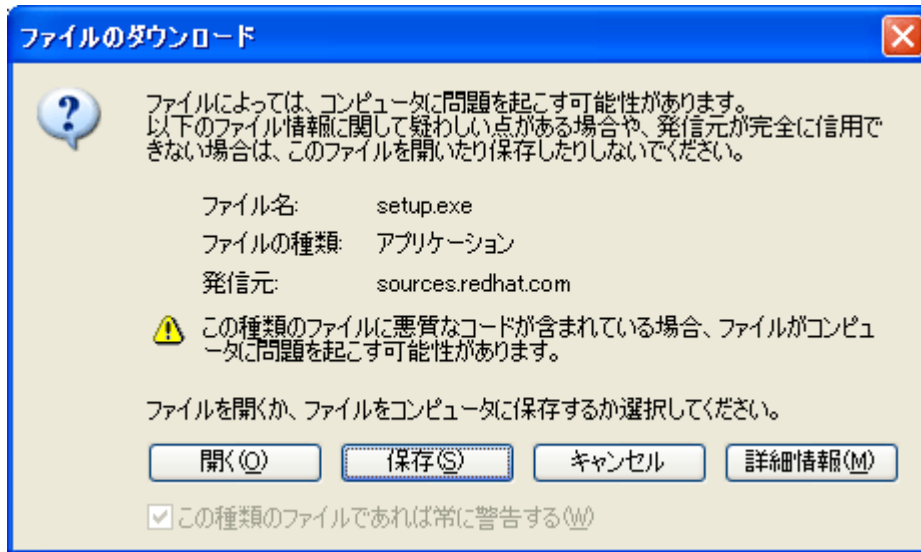 ファイルのダウンロード
ファイルによっては、コンピュータに問題を起こす可能性があります。
以下のファイル情報に関して疑わしい点がある場合や、発信元が完全に信用で
きない場合は、このファイルを開いたり保存したりしないでください。
ファイル名: setup.exe
ファイルの種類: アプリケーション
発信元: sources.redhat.com
この種類のファイルに悪質なコードが含まれている場合、ファイルがコンピュ
ータに問題を起こす可能性があります。
ファイルを開くか、ファイルをコンピュータに保存するか選択してください。
開く(O) 保存(S) キャンセル 詳細情報(M)
この種類のファイルであれば常に警告する(W)